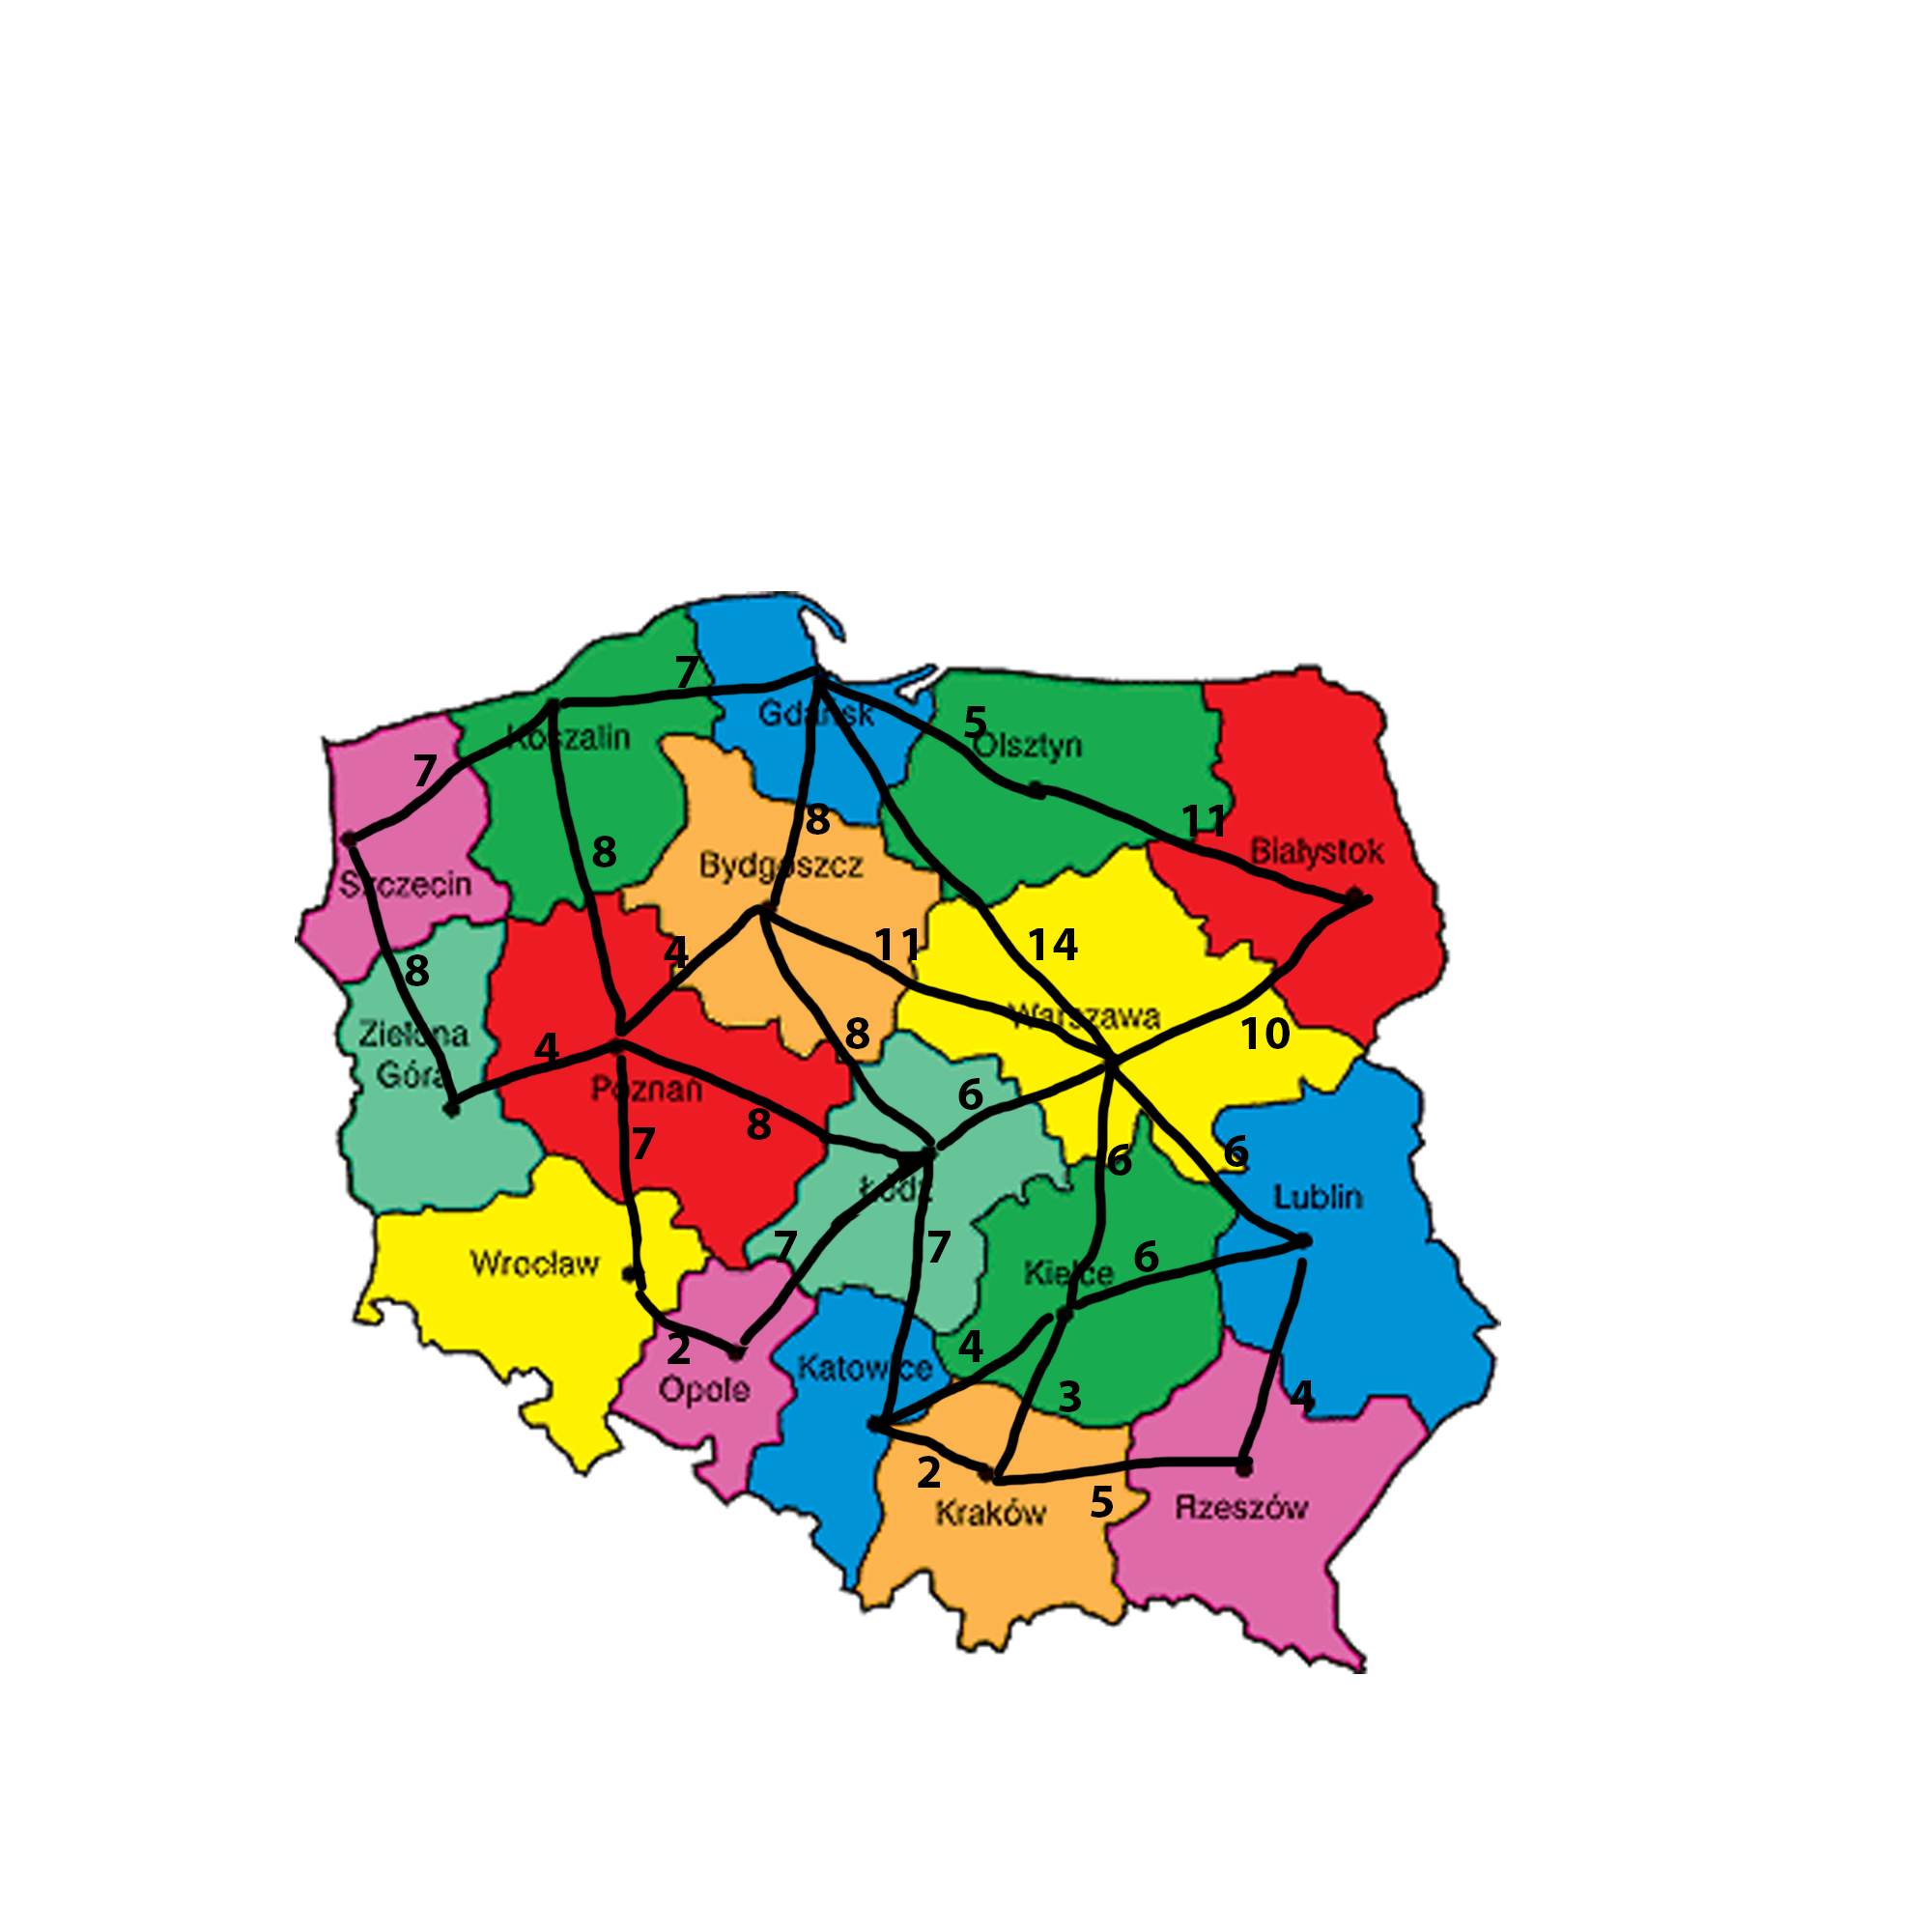 7
Gdańsk
5
Koszalin
Olsztyn
7
8
11
8
Białystok
Bydgoszcz
Szczecin
4
11
14
8
Warszawa
10
Zielona
Góra
8
4
Poznań
6
8
7
6
6
Łódź
Lublin
7
7
6
Wrocław
Kielce
2
4
Katowice
Opole
3
4
2
5
Kraków
Rzeszów